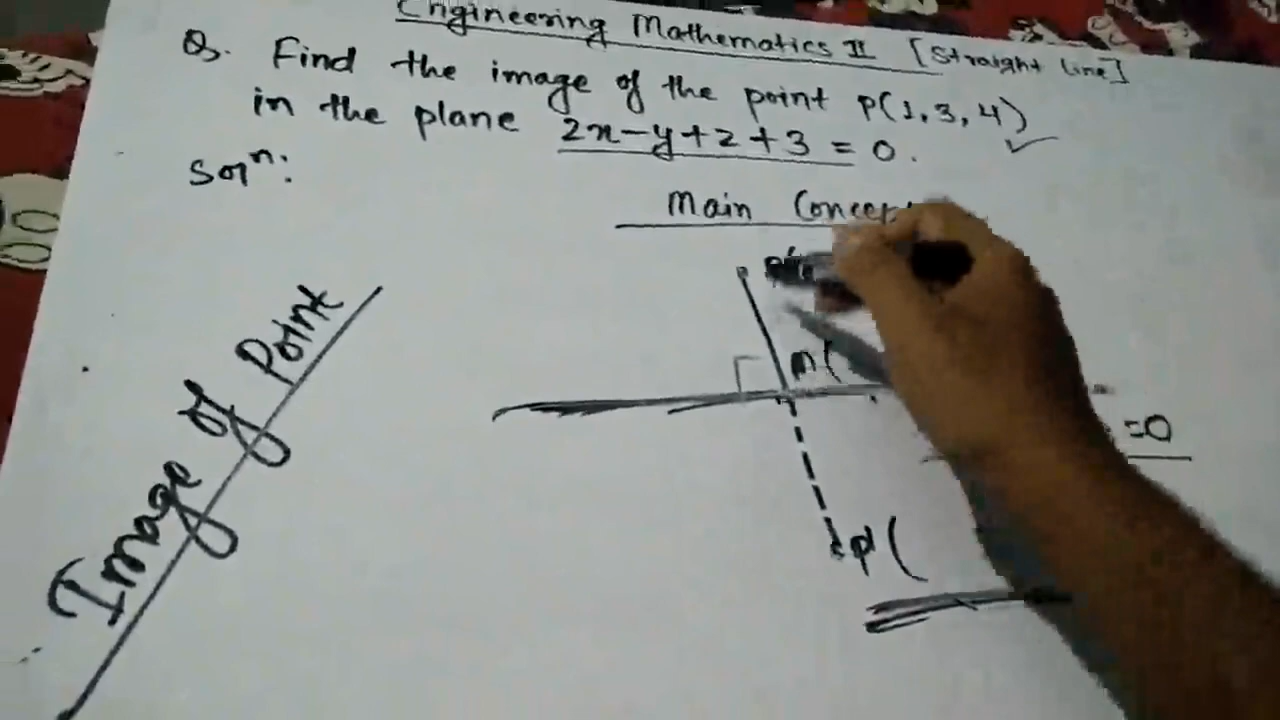 Engineering Mathematics II [Straight Line]
Q. Find the image of the point P(1, 3, 4)
in the plane 2x-y+z+3=0.
Solⁿ:
Main Concep
M(
=0
P'(
Image of Point